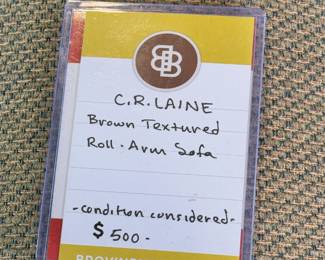 C.R. LAINE
Brown Textured
Roll-Arm Sofa
-condition considered-
$500-